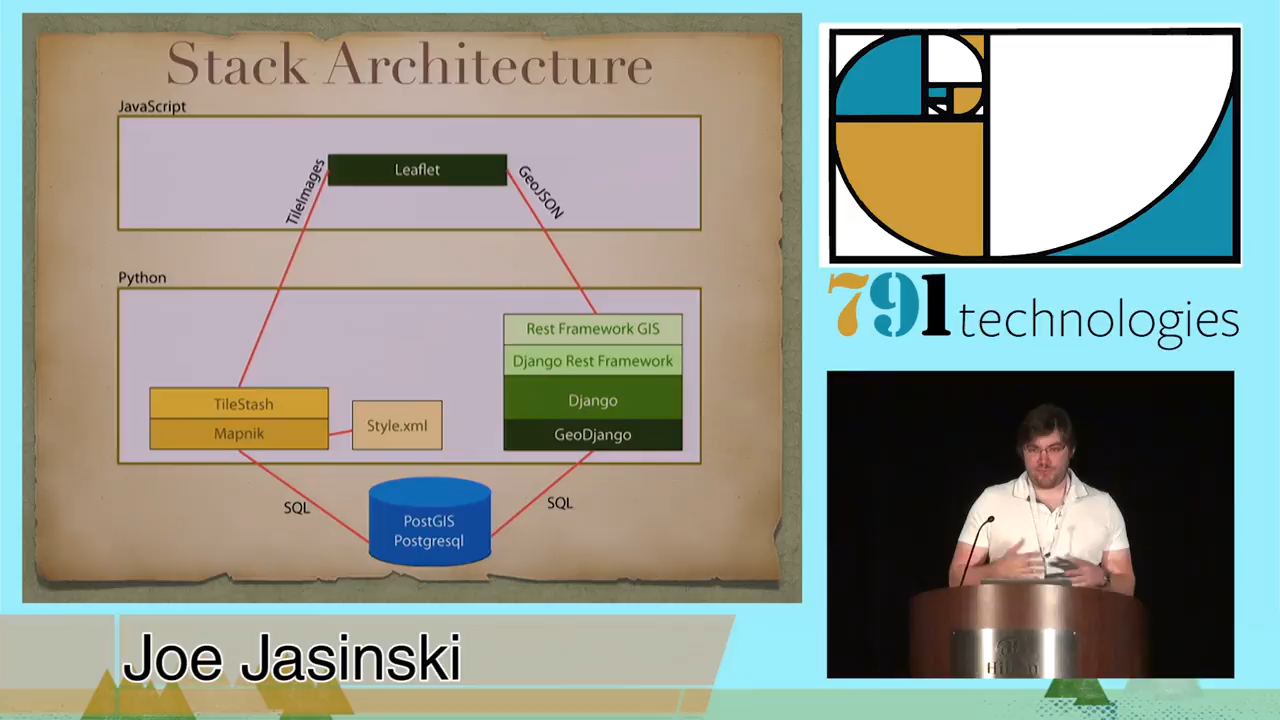 Stack Architecture
JavaScript
Leaflet
TileImages
GeoJSON
Python
Rest Framework GIS
Django Rest Framework
Django
GeoDjango
TileStash
Mapnik
Style.xml
SQL
SQL
PostGIS
Postgresql
791 technologies
Hilton
Joe Jasinski